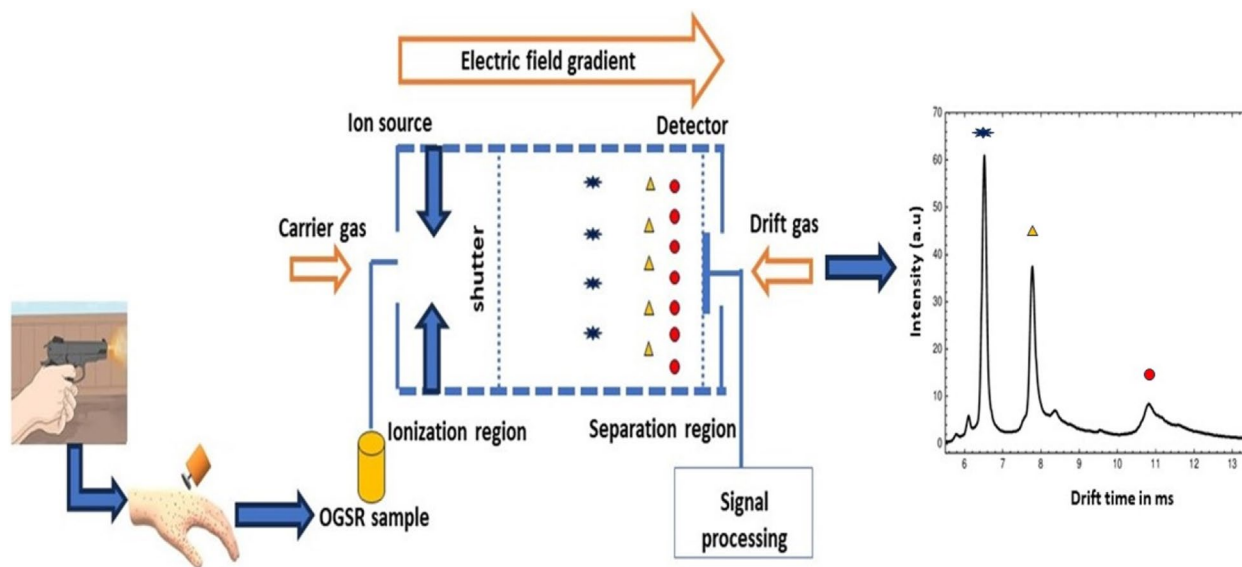 Electric field gradient
Ion source
Detector
Carrier gas
shutter
Drift gas
Ionization region
Separation region
OGSR sample
Signal
processing
Intensity (a.u)
70
60
50
40
30
20
10
0
6 7 8 9 10 11 12 13
Drift time in ms